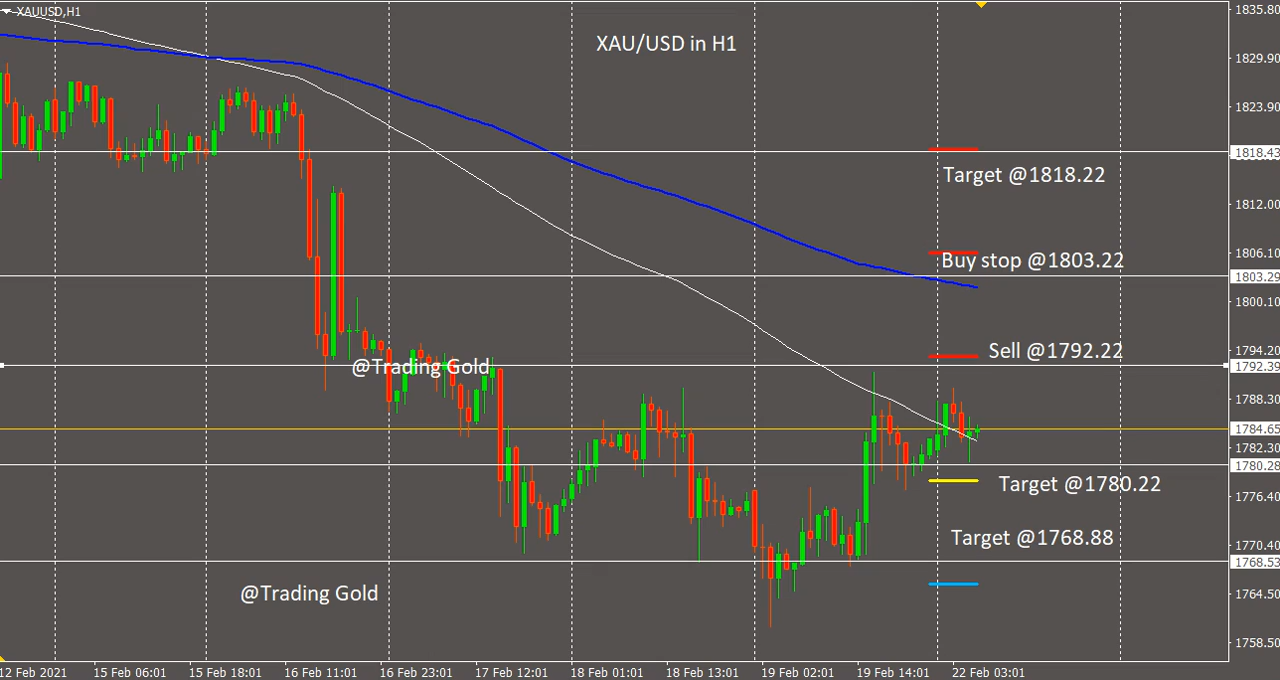 XAUUSD,H1
XAU/USD in H1
Target @1818.22
Buy stop @1803.22
Sell @1792.22
@Trading Gold
Target @1780.22
Target @1768.88
@Trading Gold
1835.80
1829.90
1823.90
1818.43
1812.00
1806.10
1803.29
1800.10
1794.20
1792.39
1788.30
1784.65
1782.30
1780.28
1776.40
1770.40
1768.53
1764.50
1758.50
12 Feb 2021 15 Feb 06:01 15 Feb 18:01 16 Feb 11:01 16 Feb 23:01 17 Feb 12:01 18 Feb 01:01 18 Feb 13:01 19 Feb 02:01 19 Feb 14:01 22 Feb 03:01